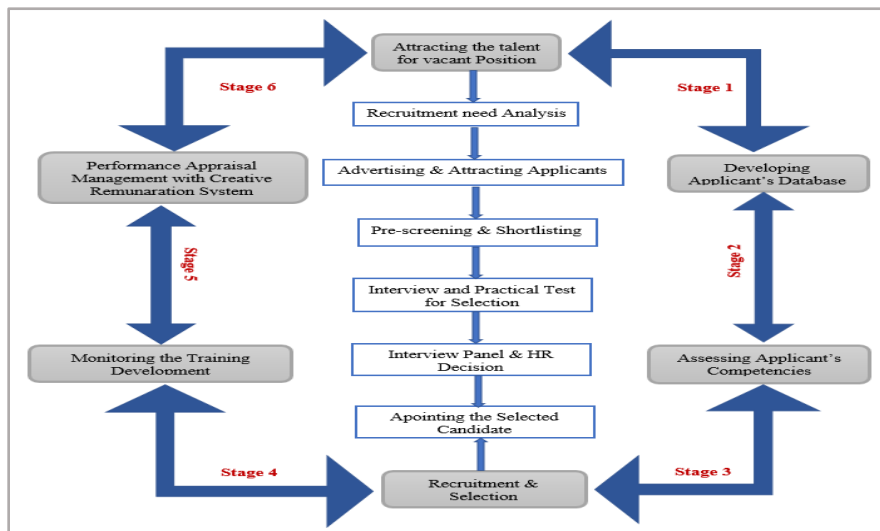 Attracting the talent
for vacant Position
Stage 6
Stage 1
Recruitment need Analysis
Performance Appraisal
Management with Creative
Remunaration System
Advertising & Attracting Applicants
Developing
Applicant's Database
Pre-screening & Shortlisting
Stage 5
Stage 2
Interview and Practical Test
for Selection
Monitoring the Training
Development
Interview Panel & HR
Decision
Assessing Applicant's
Competencies
Apointing the Selected
Candidate
Stage 4
Stage 3
Recruitment &
Selection